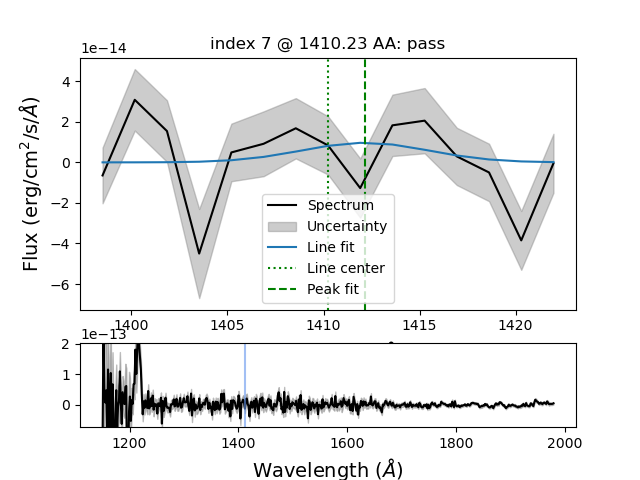 index 7 @ 1410.23 AA: pass
1e−14
4
2
0
−2
−4
−6
Flux (erg/cm²/s/Å)
Spectrum
Uncertainty
Line fit
Line center
Peak fit
1400 1405 1410 1415 1420
1e−13
2
1
0
1200 1400 1600 1800 2000
Wavelength (Å)